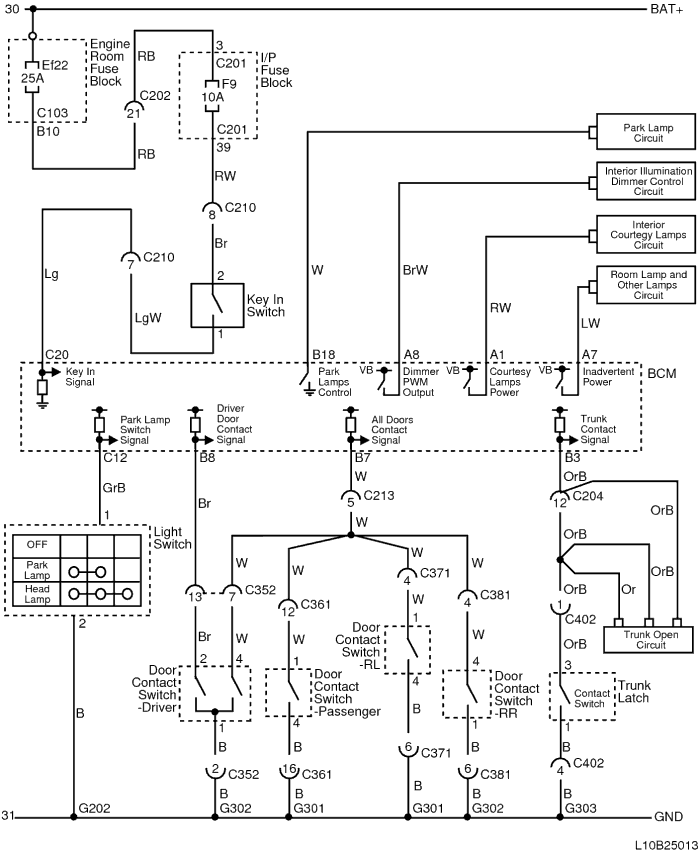 30
BAT+
Engine
Room
Fuse
Block
Ef22
25A
C103
B10
RB
C202
21
RB
3
C201
F9
10A
C201
39
I/P
Fuse
Block
RW
8
C210
Br
2
Key In
Switch
1
Lg
7
C210
LgW
Park Lamp
Circuit
Interior Illumination
Dimmer Control
Circuit
Interior
Courtegy Lamps
Circuit
Room Lamp and
Other Lamps
Circuit
W
BrW
RW
LW
C20
B18
A8
A1
A7
BCM
Key In
Signal
Park
Lamps
Control
VB
Dimmer
PWM
Output
VB
Courtesy
Lamps
Power
VB
Inadvertent
Power
Park Lamp
Switch
Signal
Driver
Door
Contact
Signal
All Doors
Contact
Signal
Trunk
Contact
Signal
C12
B8
B7
B3
GrB
Br
W
5
C213
W
OrB
12
C204
OrB
OrB
1
Light
Switch
OFF
Park
Lamp
Head
Lamp
2
W
W
W
W
OrB
Or
OrB
13
7
C352
12
C361
4
C371
4
C381
1
C402
Trunk Open
Circuit
Br
W
W
W
W
OrB
Door
Contact
Switch
-Driver
2
4
1
Door
Contact
Switch
-Passenger
1
4
Door
Contact
Switch
-RL
1
4
Door
Contact
Switch
-RR
4
1
3
Contact
Switch
1
Trunk
Latch
B
B
B
B
B
B
2
C352
16
C361
6
C371
6
C381
4
C402
B
B
B
B
B
31
G202
G302
G301
G301
G302
G303
GND
L10B25013